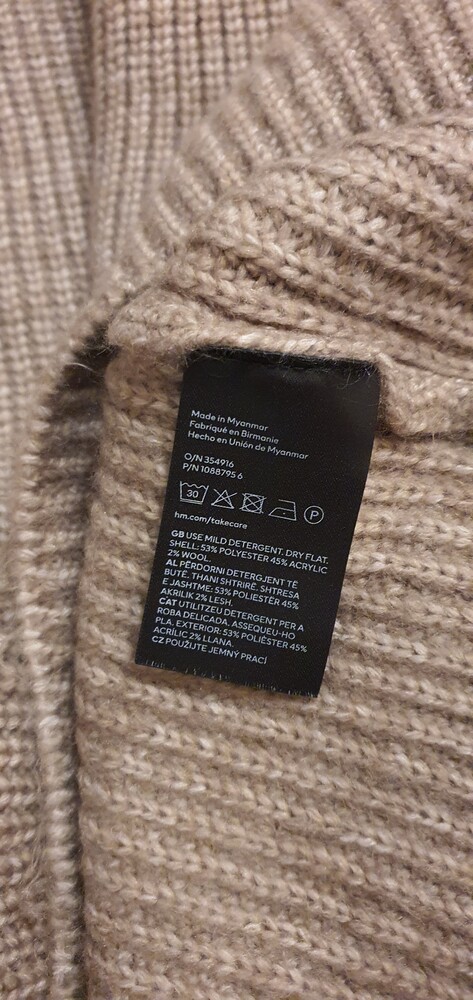 Made in Myanmar
Fabriqué en Birmanie
Hecho en Unión de Myanmar
O/N 354916
P/N 1088795 6
30
P
hm.com/takecare
GB USE MILD DETERGENT. DRY FLAT.
SHELL: 53% POLYESTER 45% ACRYLIC
2% WOOL.
AL PËRDORNI DETERGJENT TË
BUTË. THANI SHTRIRË. SHTRESA
E JASHTME: 53% POLIESTËR 45%
AKRILIK 2% LESH.
CAT UTILITZEU DETERGENT PER A
ROBA DELICADA. ASSEQUEU-HO
PLA. EXTERIOR: 53% POLIÈSTER 45%
ACRÍLIC 2% LLANA.
CZ POUŽIJTE JEMNÝ PRACÍ